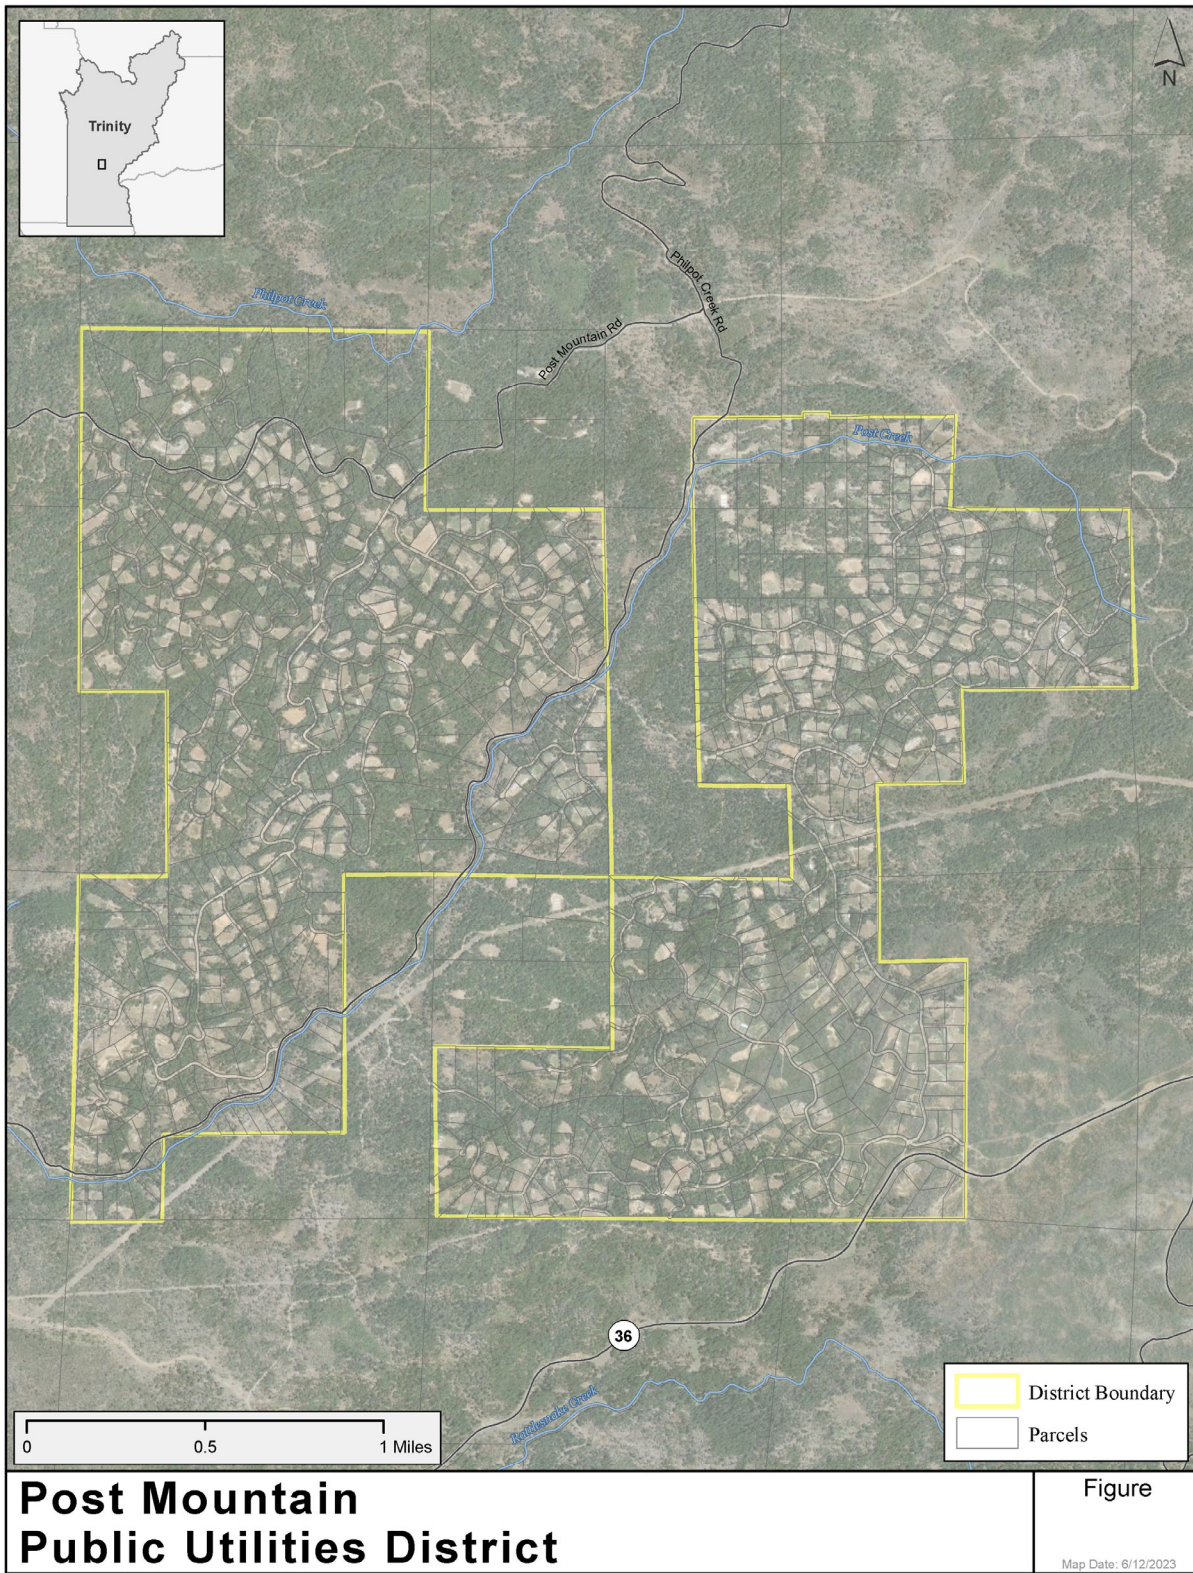 Trinity
N
Philpot Creek
Philpot Creek Rd
Post Mountain Rd
Post Creek
36
Rattlesnake Creek
District Boundary
Parcels
0 0.5 1 Miles
Post Mountain
Public Utilities District
Figure
Map Date: 6/12/2023